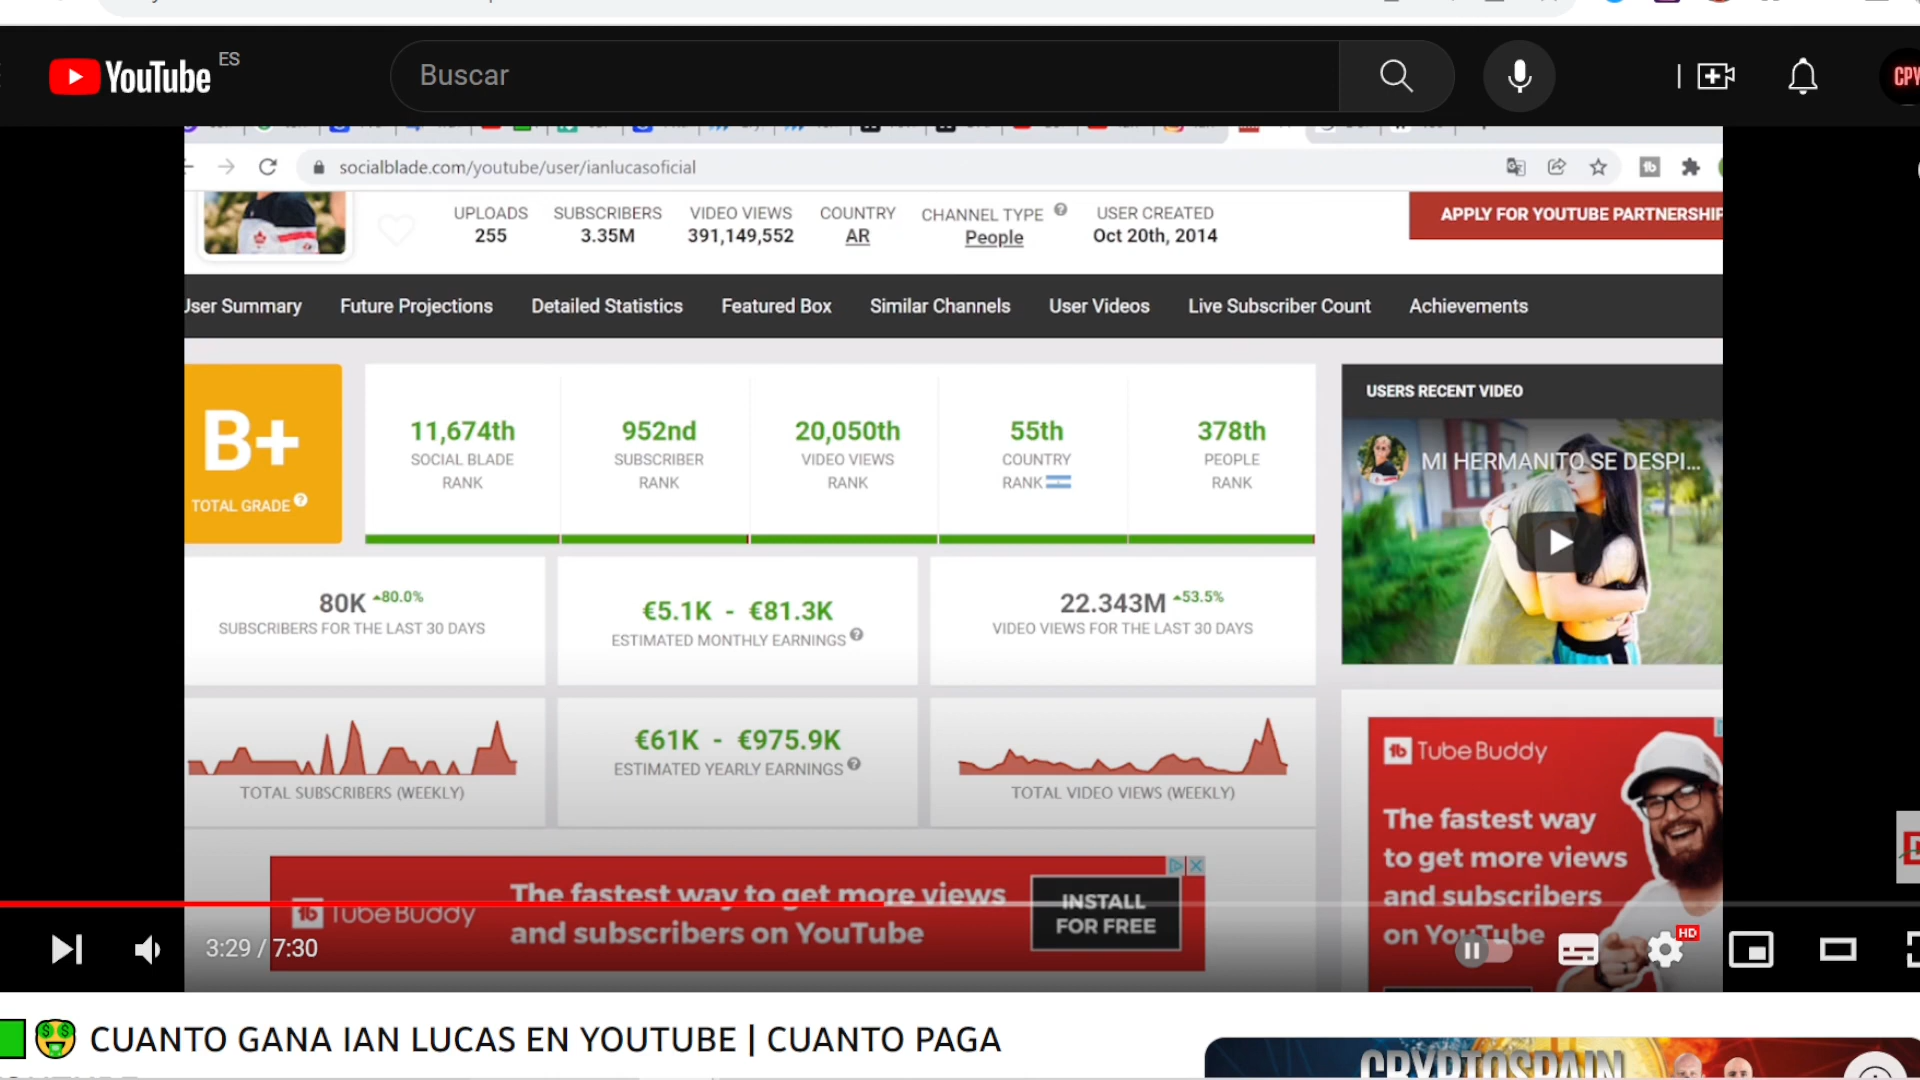 YouTube ES
Buscar
CPY
socialblade.com/youtube/user/ianlucasoficial
UPLOADS
255
SUBSCRIBERS
3.35M
VIDEO VIEWS
391,149,552
COUNTRY
AR
CHANNEL TYPE
People
USER CREATED
Oct 20th, 2014
APPLY FOR YOUTUBE PARTNERSHIP
User Summary Future Projections Detailed Statistics Featured Box Similar Channels User Videos Live Subscriber Count Achievements
B+
TOTAL GRADE
11,674th
SOCIAL BLADE
RANK
952nd
SUBSCRIBER
RANK
20,050th
VIDEO VIEWS
RANK
55th
COUNTRY
RANK
378th
PEOPLE
RANK
USERS RECENT VIDEO
MI HERMANITO SE DESPI...
80K 80.0%
SUBSCRIBERS FOR THE LAST 30 DAYS
€5.1K - €81.3K
ESTIMATED MONTHLY EARNINGS
22.343M 53.5%
VIDEO VIEWS FOR THE LAST 30 DAYS
TOTAL SUBSCRIBERS (WEEKLY)
€61K - €975.9K
ESTIMATED YEARLY EARNINGS
TOTAL VIDEO VIEWS (WEEKLY)
TubeBuddy
The fastest way
to get more views
and subscribers
on YouTube
TubeBuddy
The fastest way to get more views
and subscribers on YouTube
INSTALL
FOR FREE
3:29 / 7:30
HD
CUANTO GANA IAN LUCAS EN YOUTUBE | CUANTO PAGA
CRYPTOSPAIN